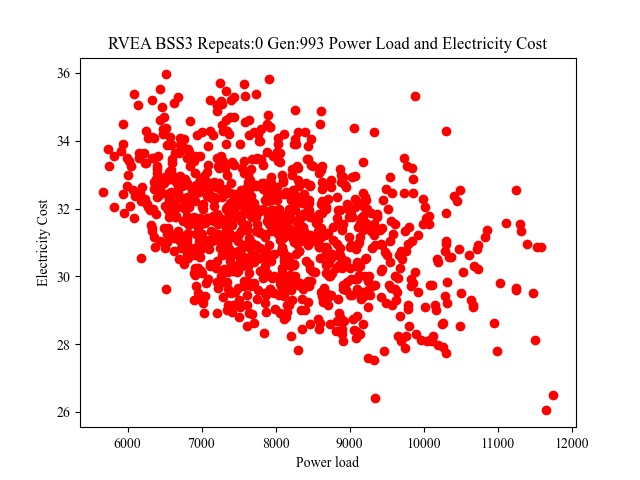 RVEA BSS3 Repeats:0 Gen:993 Power Load and Electricity Cost
36
34
32
30
28
26
Electricity Cost
6000 7000 8000 9000 10000 11000 12000
Power load